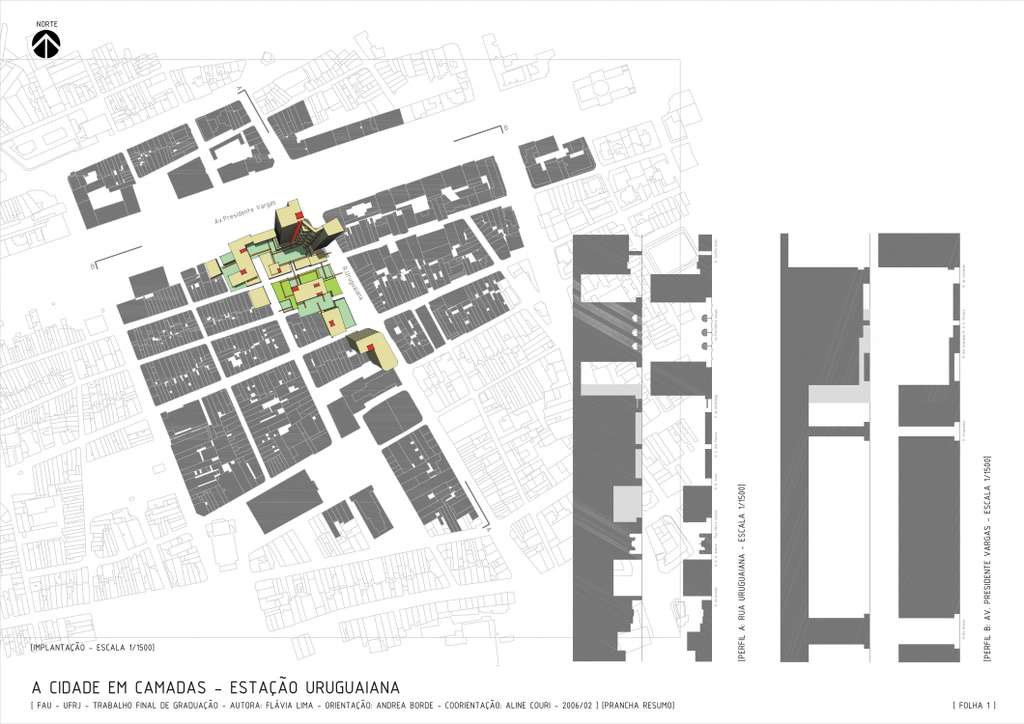 NORTE
A
B
Av.Presidente Vargas
B
R.Uruguaiana
A
[PERFIL A: RUA URUGUAIANA - ESCALA 1/1500]
[PERFIL B: AV. PRESIDENTE VARGAS - ESCALA 1/1500]
[IMPLANTAÇÃO - ESCALA 1/1500]
A CIDADE EM CAMADAS - ESTAÇÃO URUGUAIANA
[ FAU - UFRJ - TRABALHO FINAL DE GRADUAÇÃO - AUTORA: FLÁVIA LIMA - ORIENTAÇÃO: ANDREA BORDE - COORIENTAÇÃO: ALINE COURI - 2006/02 ] [PRANCHA RESUMO]
[ FOLHA 1 ]